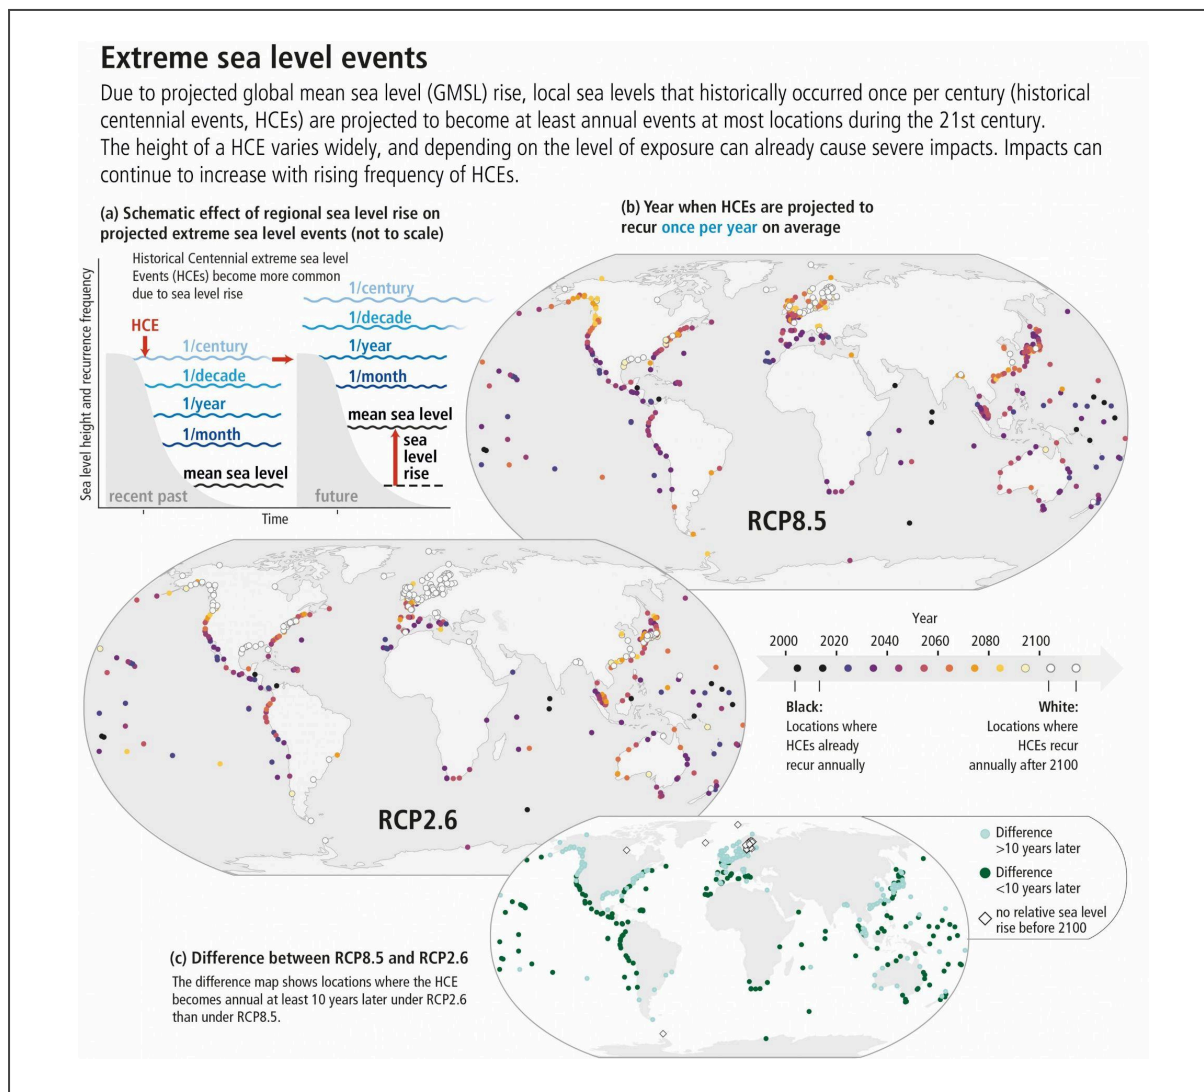 Extreme sea level events
Due to projected global mean sea level (GMSL) rise, local sea levels that historically occurred once per century (historical
centennial events, HCEs) are projected to become at least annual events at most locations during the 21st century.
The height of a HCE varies widely, and depending on the level of exposure can already cause severe impacts. Impacts can
continue to increase with rising frequency of HCEs.
(a) Schematic effect of regional sea level rise on
projected extreme sea level events (not to scale)
Historical Centennial extreme sea level
Events (HCEs) become more common
due to sea level rise
Sea level height and recurrence frequency
HCE
1/century
1/decade
1/year
1/month
mean sea level
recent past
1/century
1/decade
1/year
1/month
mean sea level
sea
level
rise
future
Time
(b) Year when HCEs are projected to
recur once per year on average
RCP8.5
RCP2.6
Year
2000 2020 2040 2060 2080 2100
Black:
Locations where
HCEs already
recur annually
White:
Locations where
HCEs recur
annually after 2100
Difference
>10 years later
Difference
<10 years later
no relative sea level
rise before 2100
(c) Difference between RCP8.5 and RCP2.6
The difference map shows locations where the HCE
becomes annual at least 10 years later under RCP2.6
than under RCP8.5.